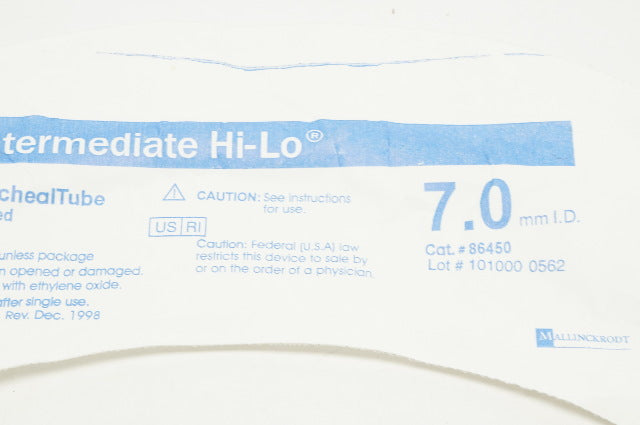 termediate Hi-Lo®
chealTube
ed
CAUTION: See instructions
for use.
US RI
Caution: Federal (U.S.A) law
restricts this device to sale by
or on the order of a physician.
unless package
n opened or damaged.
with ethylene oxide.
after single use.
Rev. Dec. 1998
7.0 mm I.D.
Cat. # 86450
Lot # 101000 0562
M MALLINCKRODT